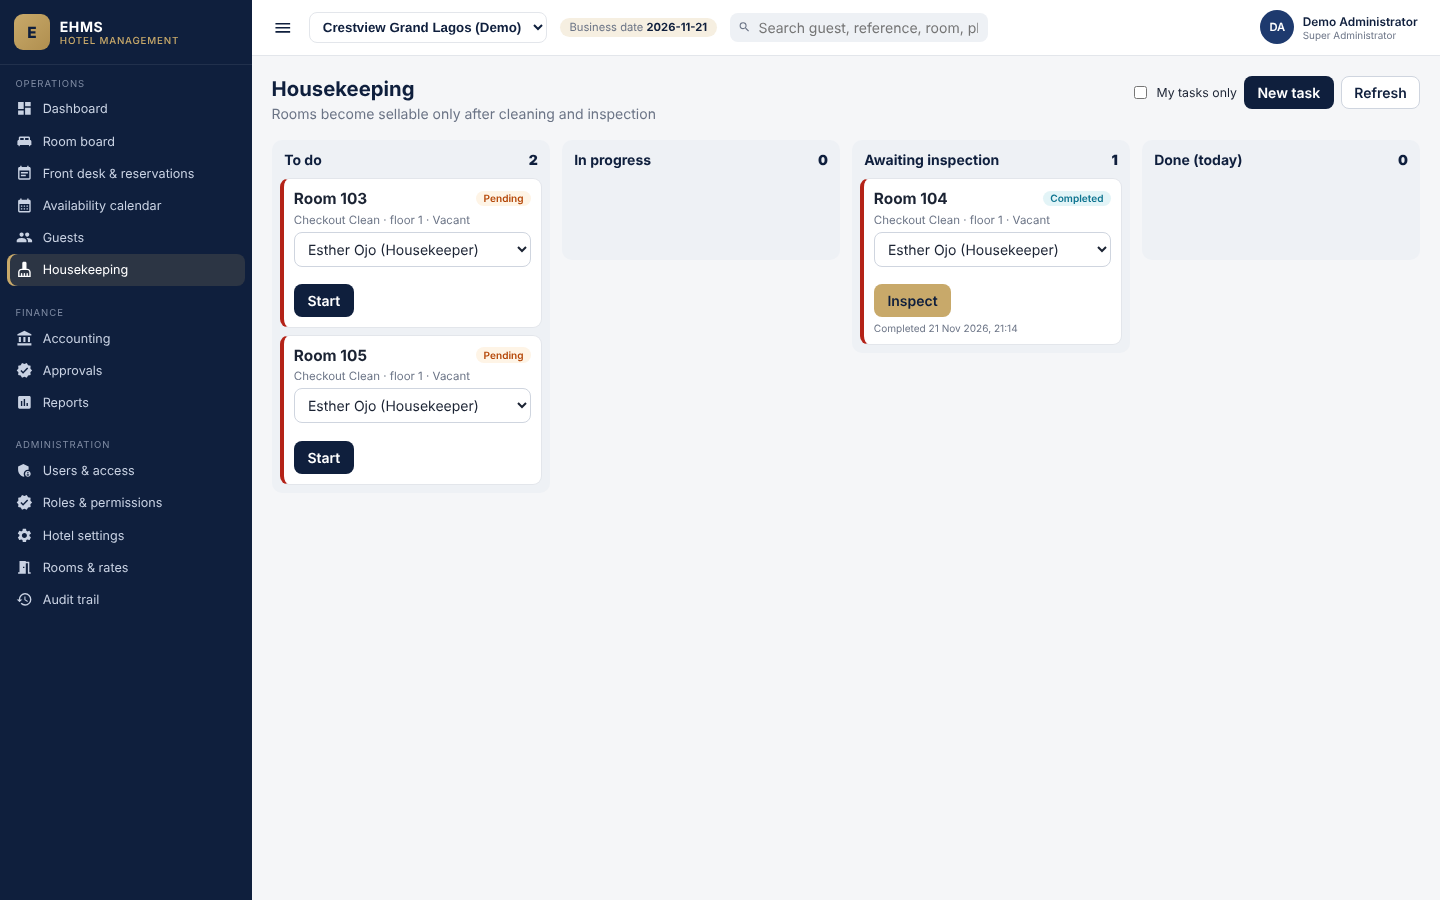 E
EHMS
HOTEL MANAGEMENT
OPERATIONS
Dashboard
Room board
Front desk & reservations
Availability calendar
Guests
Housekeeping
FINANCE
Accounting
Approvals
Reports
ADMINISTRATION
Users & access
Roles & permissions
Hotel settings
Rooms & rates
Audit trail
Crestview Grand Lagos (Demo)
Business date 2026-11-21
Search guest, reference, room, pl
DA
Demo Administrator
Super Administrator
Housekeeping
Rooms become sellable only after cleaning and inspection
My tasks only
New task
Refresh
To do 2
Room 103 Pending
Checkout Clean · floor 1 · Vacant
Esther Ojo (Housekeeper)
Start
Room 105 Pending
Checkout Clean · floor 1 · Vacant
Esther Ojo (Housekeeper)
Start
In progress 0
Awaiting inspection 1
Room 104 Completed
Checkout Clean · floor 1 · Vacant
Esther Ojo (Housekeeper)
Inspect
Completed 21 Nov 2026, 21:14
Done (today) 0